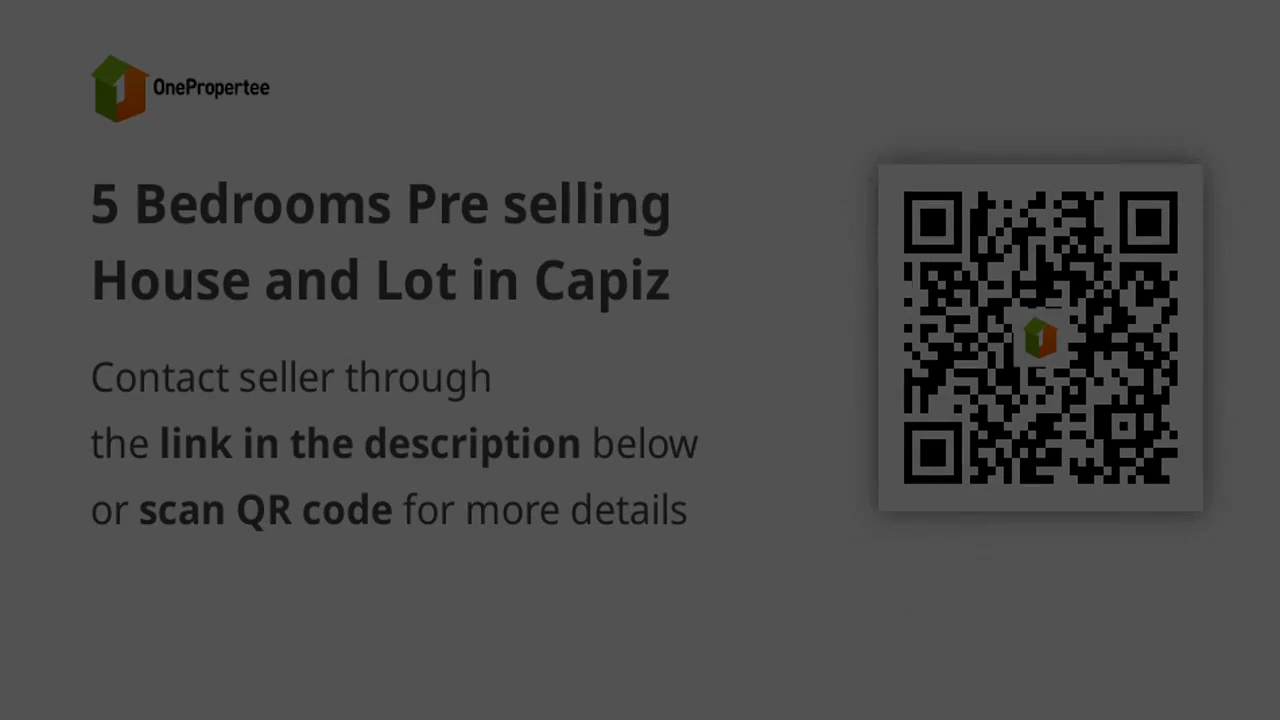 OnePropertee
5 Bedrooms Pre selling
House and Lot in Capiz
Contact seller through
the link in the description below
or scan QR code for more details